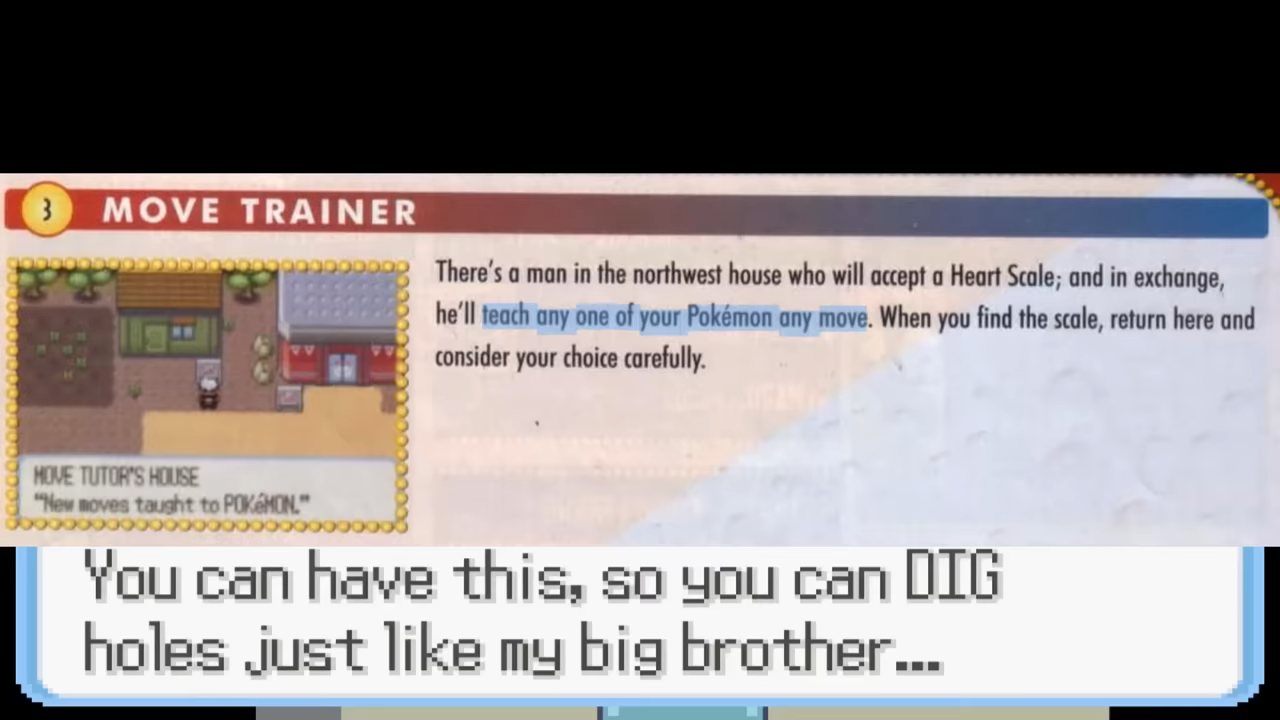 3 MOVE TRAINER
There's a man in the northwest house who will accept a Heart Scale; and in exchange,
he'll teach any one of your Pokémon any move. When you find the scale, return here and
consider your choice carefully.
MOVE TUTOR'S HOUSE
"New moves taught to POKéMON."
You can have this, so you can DIG
holes just like my big brother...